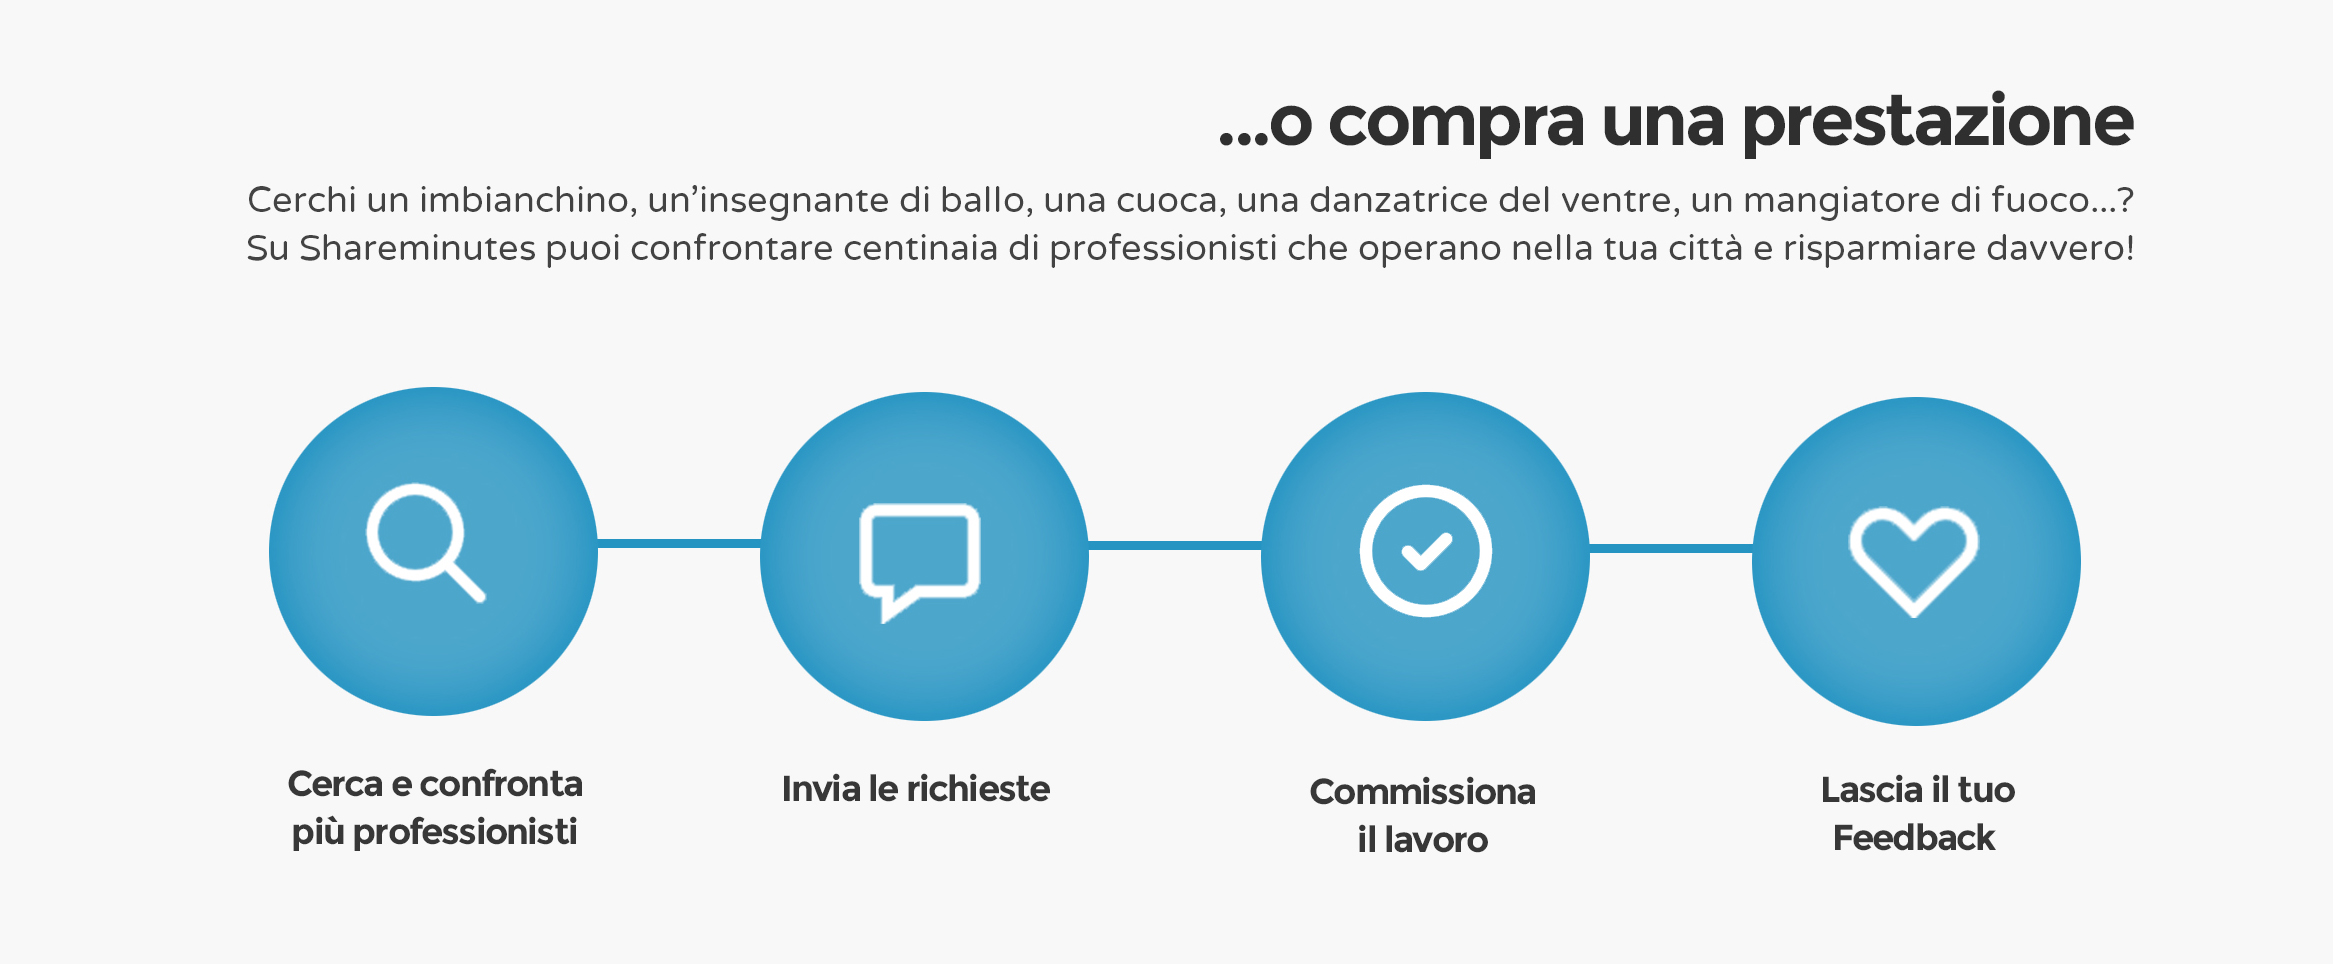 ...o compra una prestazione
Cerchi un imbianchino, un’insegnante di ballo, una cuoca, una danzatrice del ventre, un mangiatore di fuoco...?
Su Shareminutes puoi confrontare centinaia di professionisti che operano nella tua città e risparmiare davvero!
Cerca e confronta
più professionisti
Invia le richieste
Commissiona
il lavoro
Lascia il tuo
Feedback